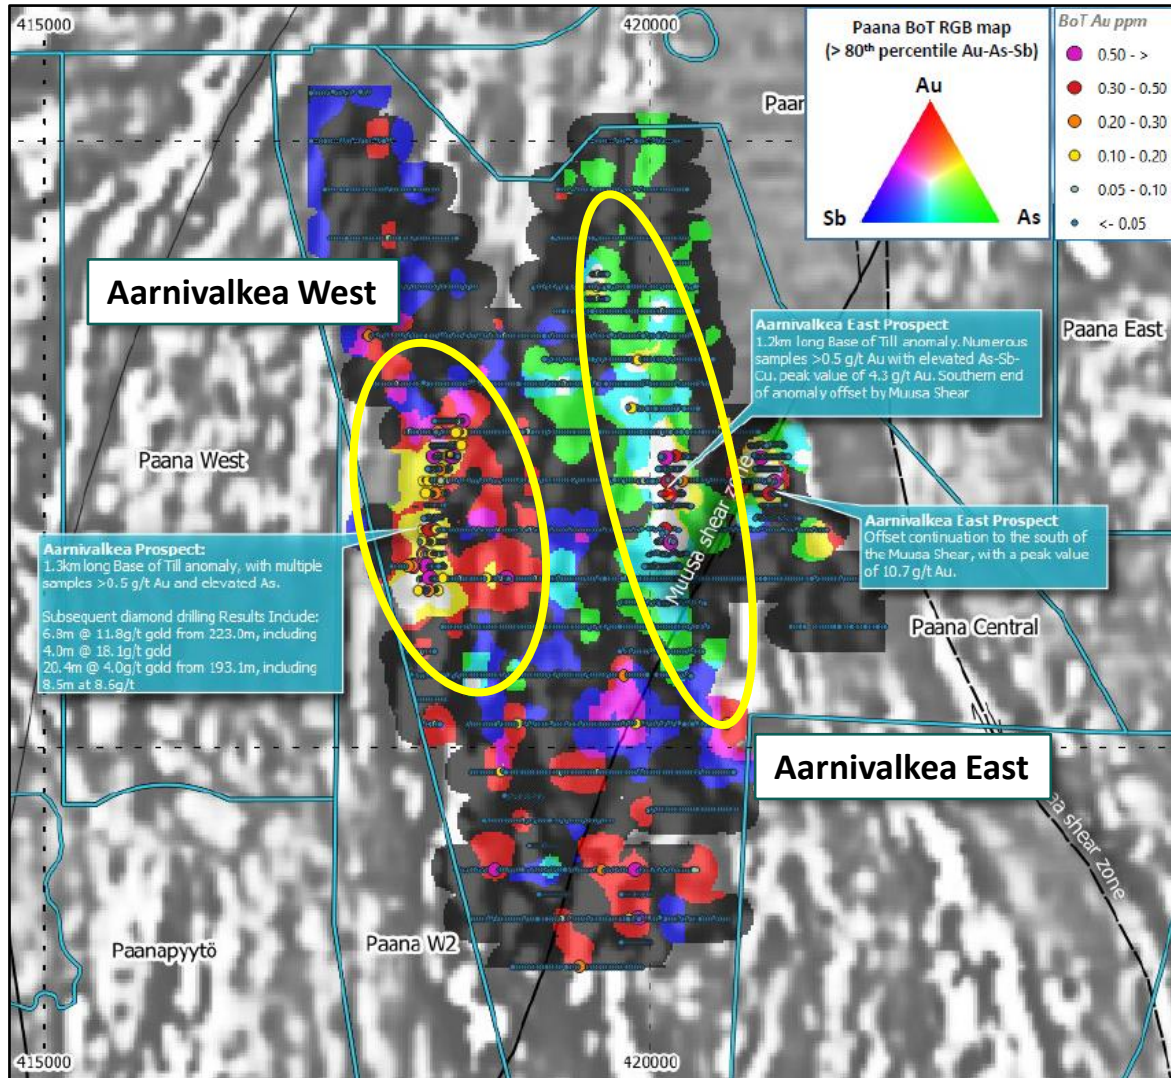 415000
420000
Paana BoT RGB map
(> 80th percentile Au-As-Sb)
Au
Sb
As
BoT Au ppm
0.50 - >
0.30 - 0.50
0.20 - 0.30
0.10 - 0.20
0.05 - 0.10
<- 0.05
Paar
Aarnivalkea West
Paana East
Aarnivalkea East Prospect
1.2km long Base of Till anomaly. Numerous
samples >0.5 g/t Au with elevated As-Sb-
Cu. peak value of 4.3 g/t Au. Southern end
of anomaly offset by Muusa Shear
Paana West
Muusa shear zone
Aarnivalkea East Prospect
Offset continuation to the south of
the Muusa Shear, with a peak value
of 10.7 g/t Au.
Aarnivalkea Prospect:
1.3km long Base of Till anomaly, with multiple
samples >0.5 g/t Au and elevated As.
Subsequent diamond drilling Results Include:
6.8m @ 11.8g/t gold from 223.0m, including
4.0m @ 18.1g/t gold
20.4m @ 4.0g/t gold from 193.1m, including
8.5m at 8.6g/t
Paana Central
Aarnivalkea East
sa shear zone
Paanapyytö
Paana W2
415000
420000